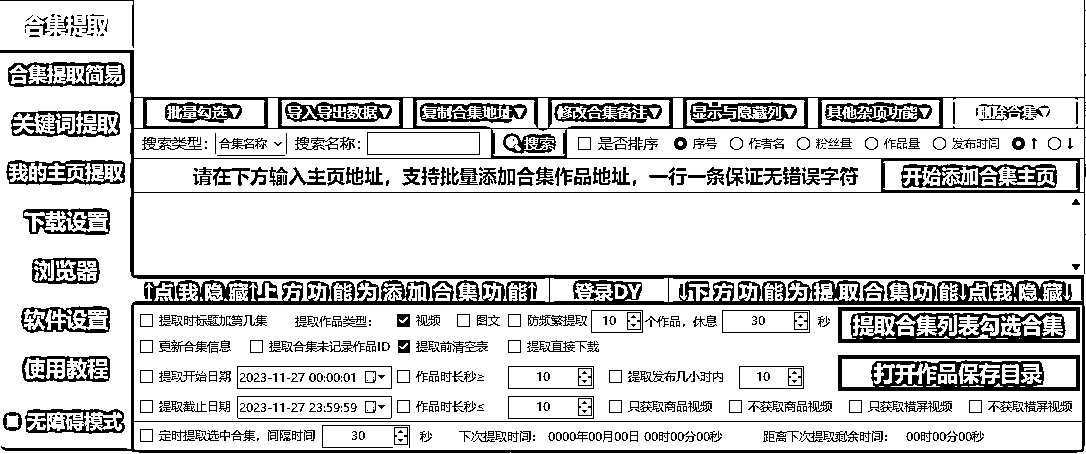 合集提取
合集提取简易
关键词提取
我的主页提取
下载设置
浏览器
软件设置
使用教程
无障碍模式
批量勾选▼ 导入导出数据▼ 复制合集地址▼ 修改合集备注▼ 显示与隐藏列▼ 其他杂项功能▼ 删除合集▼
搜索类型: 合集名称 搜索名称: 搜索 是否排序 序号 作者名 粉丝量 作品量 发布时间 ↑ ↓
请在下方输入主页地址，支持批量添加合集作品地址，一行一条保证无错误字符 开始添加合集主页
↑点我隐藏↑上方功能为添加合集功能↑ 登录DY ↓下方功能为提取合集功能↓点我隐藏↓
提取时标题加第几集 提取作品类型: 视频 图文 防频繁提取 10 个作品，休息 30 秒 提取合集列表勾选合集
更新合集信息 提取合集未记录作品ID 提取前清空表 提取直接下载
提取开始日期 2023-11-27 00:00:01 作品时长秒≥ 10 提取发布几小时内 10 打开作品保存目录
提取截止日期 2023-11-27 23:59:59 作品时长秒≤ 10 只获取商品视频 不获取商品视频 只获取横屏视频 不获取横屏视频
定时提取选中合集，间隔时间 30 秒 下次提取时间: 0000年00月00日 00时00分00秒 距离下次提取剩余时间: 00时00分00秒